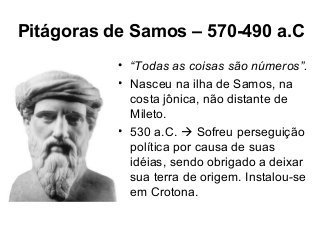 Pitágoras de Samos – 570-490 a.C
• “Todas as coisas são números”.
• Nasceu na ilha de Samos, na
costa jônica, não distante de
Mileto.
• 530 a.C. → Sofreu perseguição
política por causa de suas
idéias, sendo obrigado a deixar
sua terra de origem. Instalou-se
em Crotona.